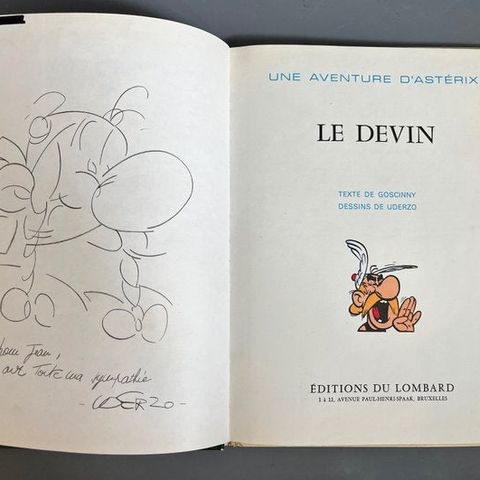 pour Jean,
avec Toute ma sympathie
- UDERZO -
UNE AVENTURE D'ASTÉRIX
LE DEVIN
TEXTE DE GOSCINNY
DESSINS DE UDERZO
ÉDITIONS DU LOMBARD
1 à 11, AVENUE PAUL-HENRI-SPAAK, BRUXELLES